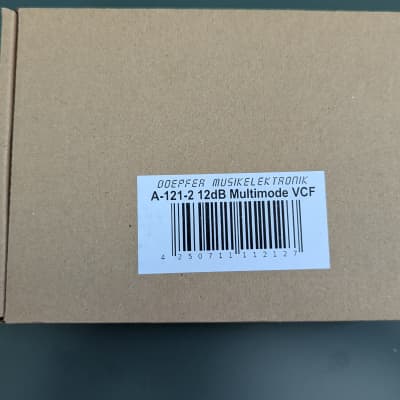 DOEPFER MUSIKELEKTRONIK
A-121-2 12dB Multimode VCF
4 250711 112127